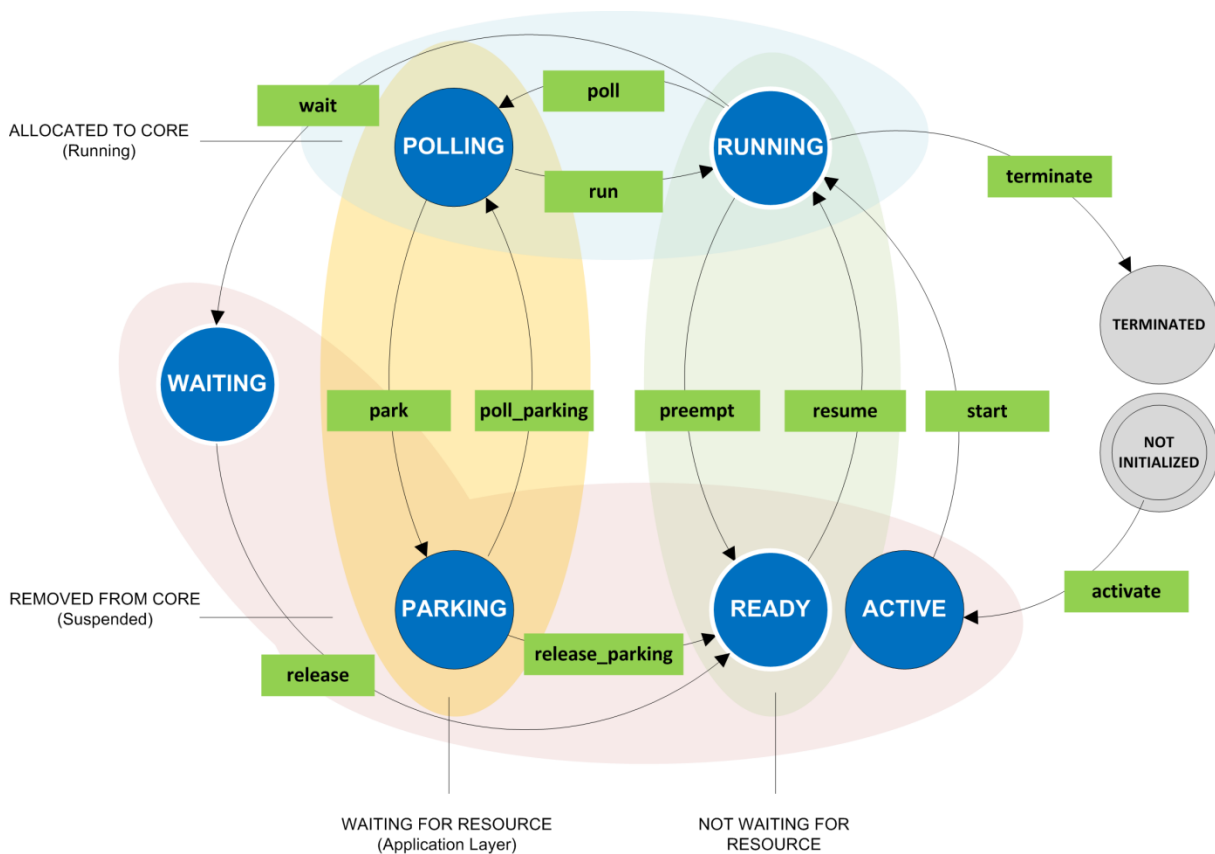 poll
wait
ALLOCATED TO CORE
(Running)
POLLING
RUNNING
run
terminate
TERMINATED
WAITING
park
poll_parking
preempt
resume
start
NOT
INITIALIZED
REMOVED FROM CORE
(Suspended)
PARKING
READY
ACTIVE
activate
release_parking
release
WAITING FOR RESOURCE
(Application Layer)
NOT WAITING FOR
RESOURCE